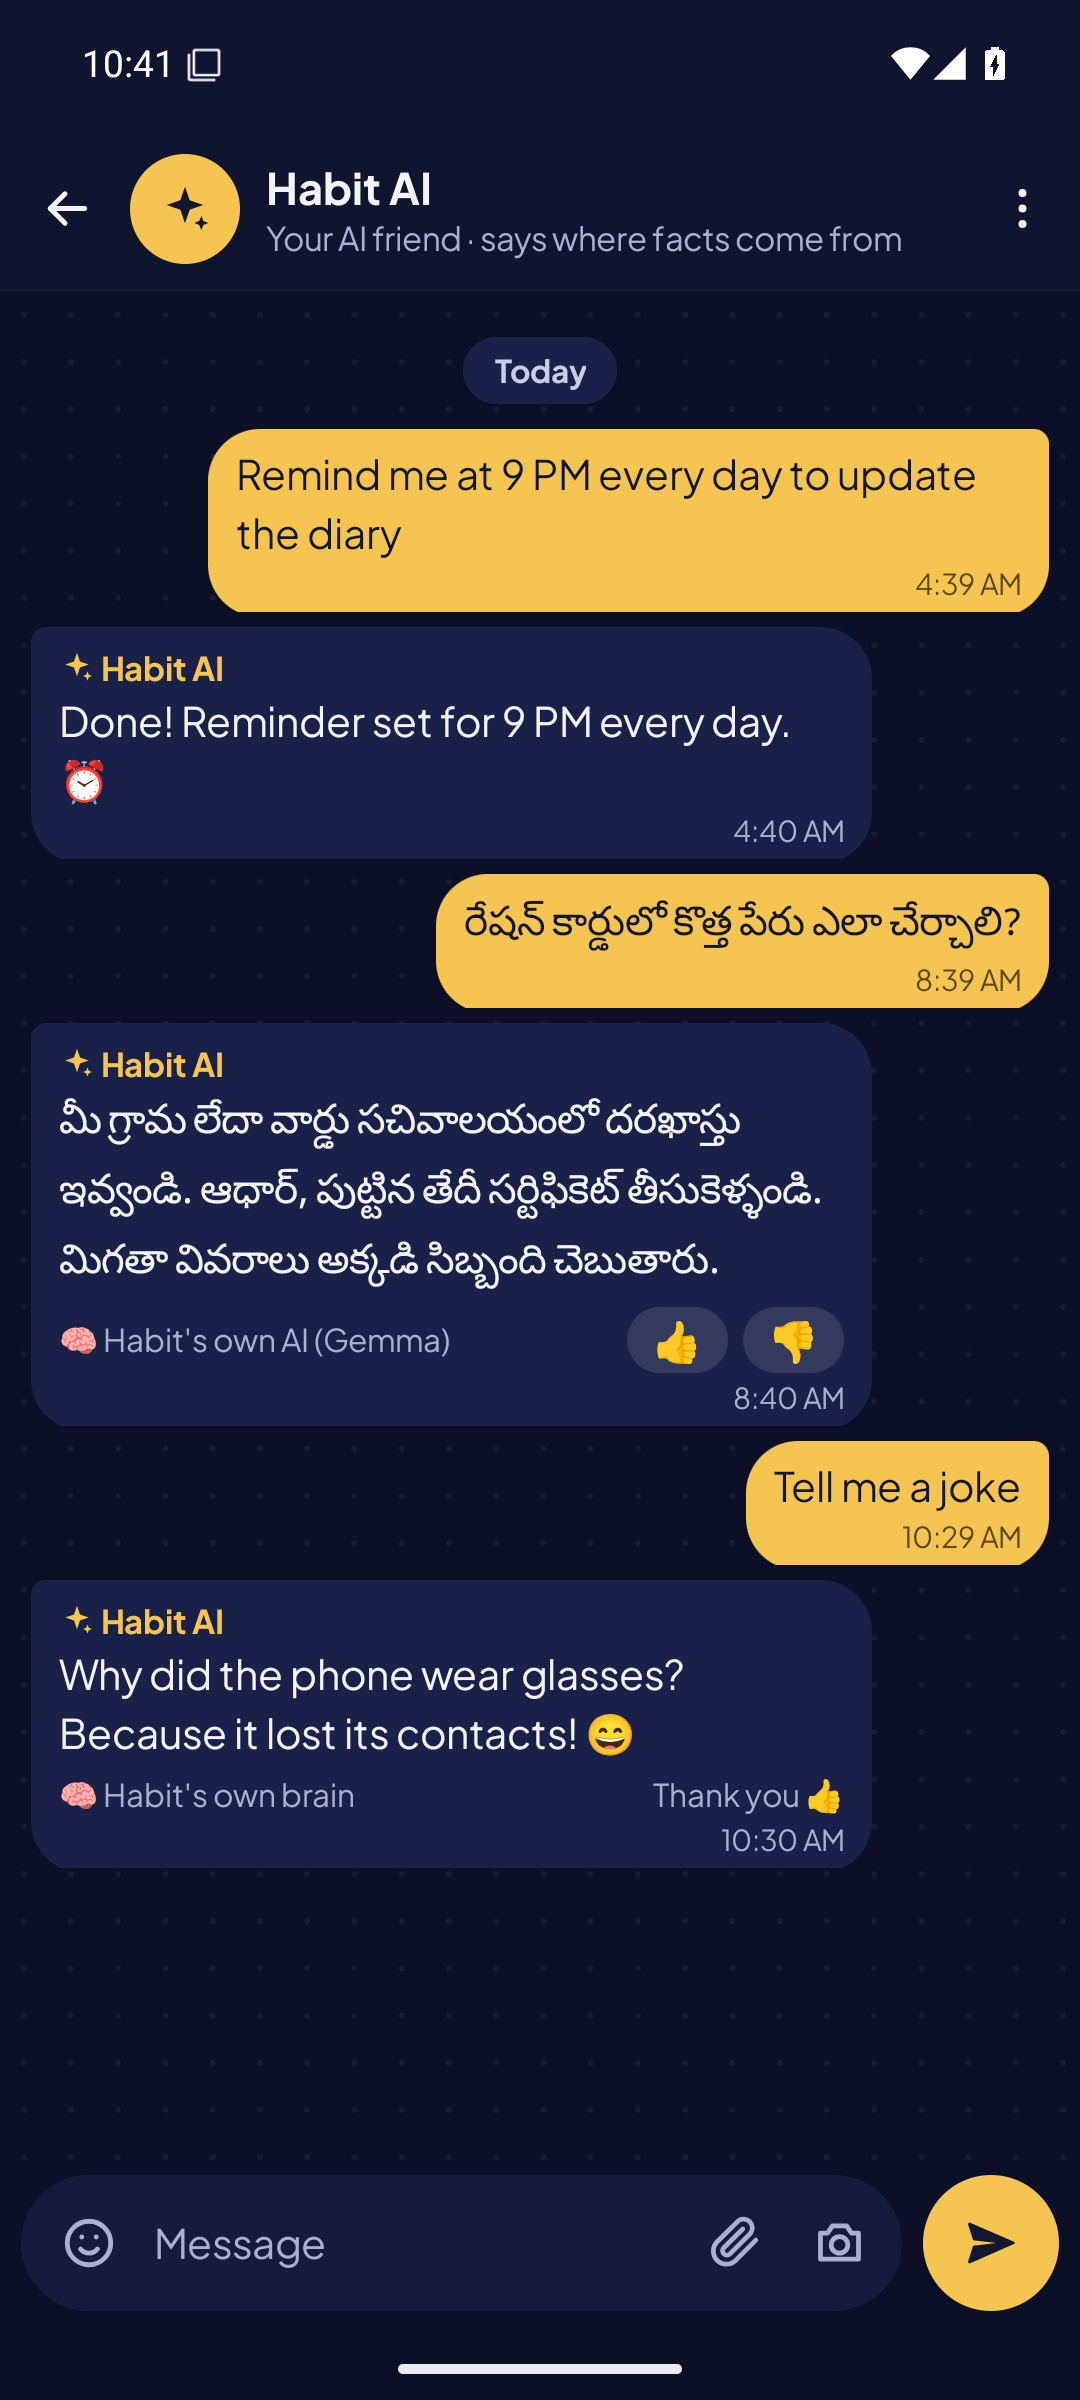 10:41
Habit AI
Your AI friend · says where facts come from
Today
Remind me at 9 PM every day to update
the diary
4:39 AM
Habit AI
Done! Reminder set for 9 PM every day.
⏰
4:40 AM
రేషన్ కార్డులో కొత్త పేరు ఎలా చేర్చాలి?
8:39 AM
Habit AI
మీ గ్రామ లేదా వార్డు సచివాలయంలో దరఖాస్తు
ఇవ్వండి. ఆధార్, పుట్టిన తేదీ సర్టిఫికెట్ తీసుకెళ్ళండి.
మిగతా వివరాలు అక్కడి సిబ్బంది చెబుతారు.
🧠 Habit's own AI (Gemma) 👍 👎
8:40 AM
Tell me a joke
10:29 AM
Habit AI
Why did the phone wear glasses?
Because it lost its contacts! 😄
🧠 Habit's own brain Thank you 👍
10:30 AM
Message